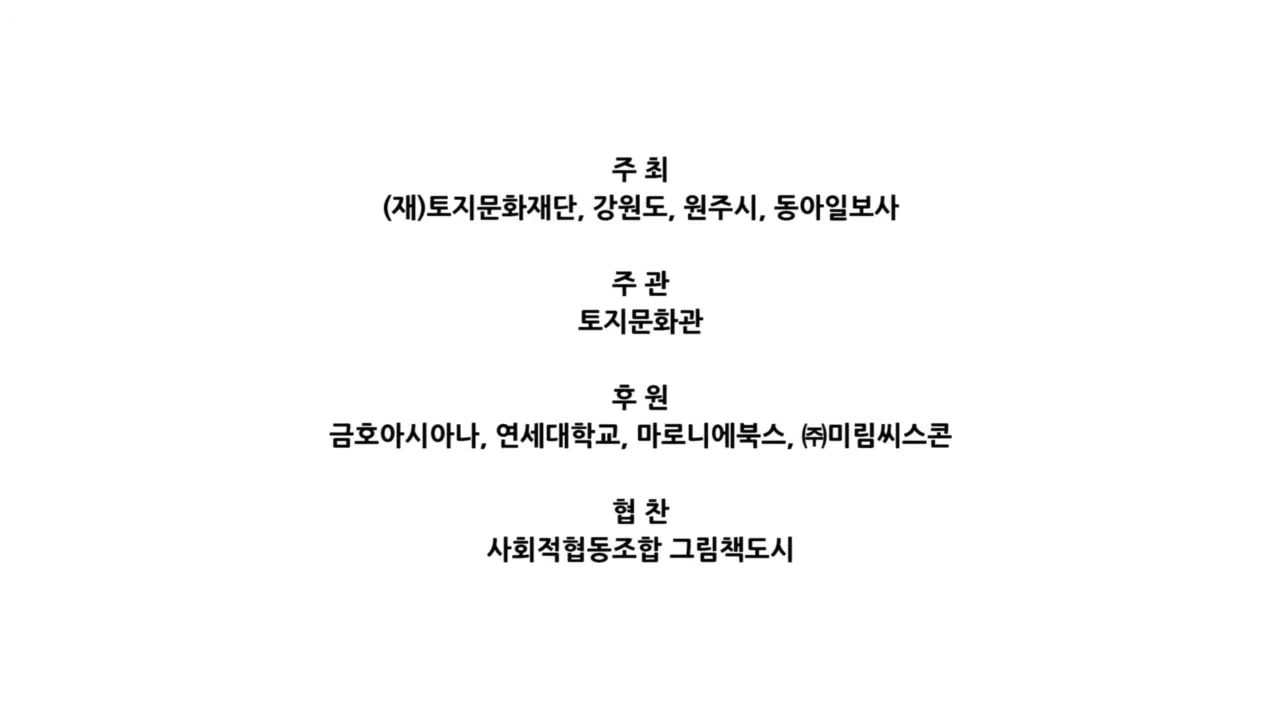 주 최
(재)토지문화재단, 강원도, 원주시, 동아일보사
주 관
토지문화관
후 원
금호아시아나, 연세대학교, 마로니에북스, ㈜미림씨스콘
협 찬
사회적협동조합 그림책도시